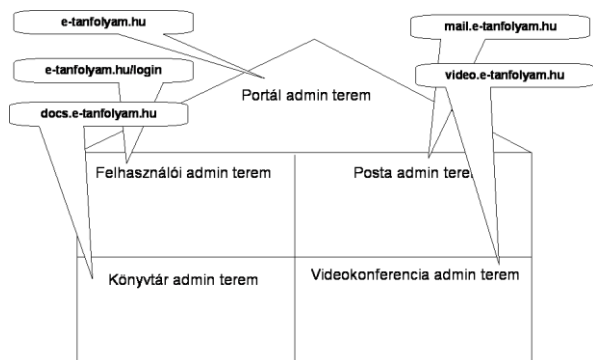 e-tanfolyam.hu
mail.e-tanfolyam.hu
e-tanfolyam.hu/login
video.e-tanfolyam.hu
Portál admin terem
docs.e-tanfolyam.hu
Felhasználói admin terem
Posta admin terem
Könyvtár admin terem
Videokonferencia admin terem